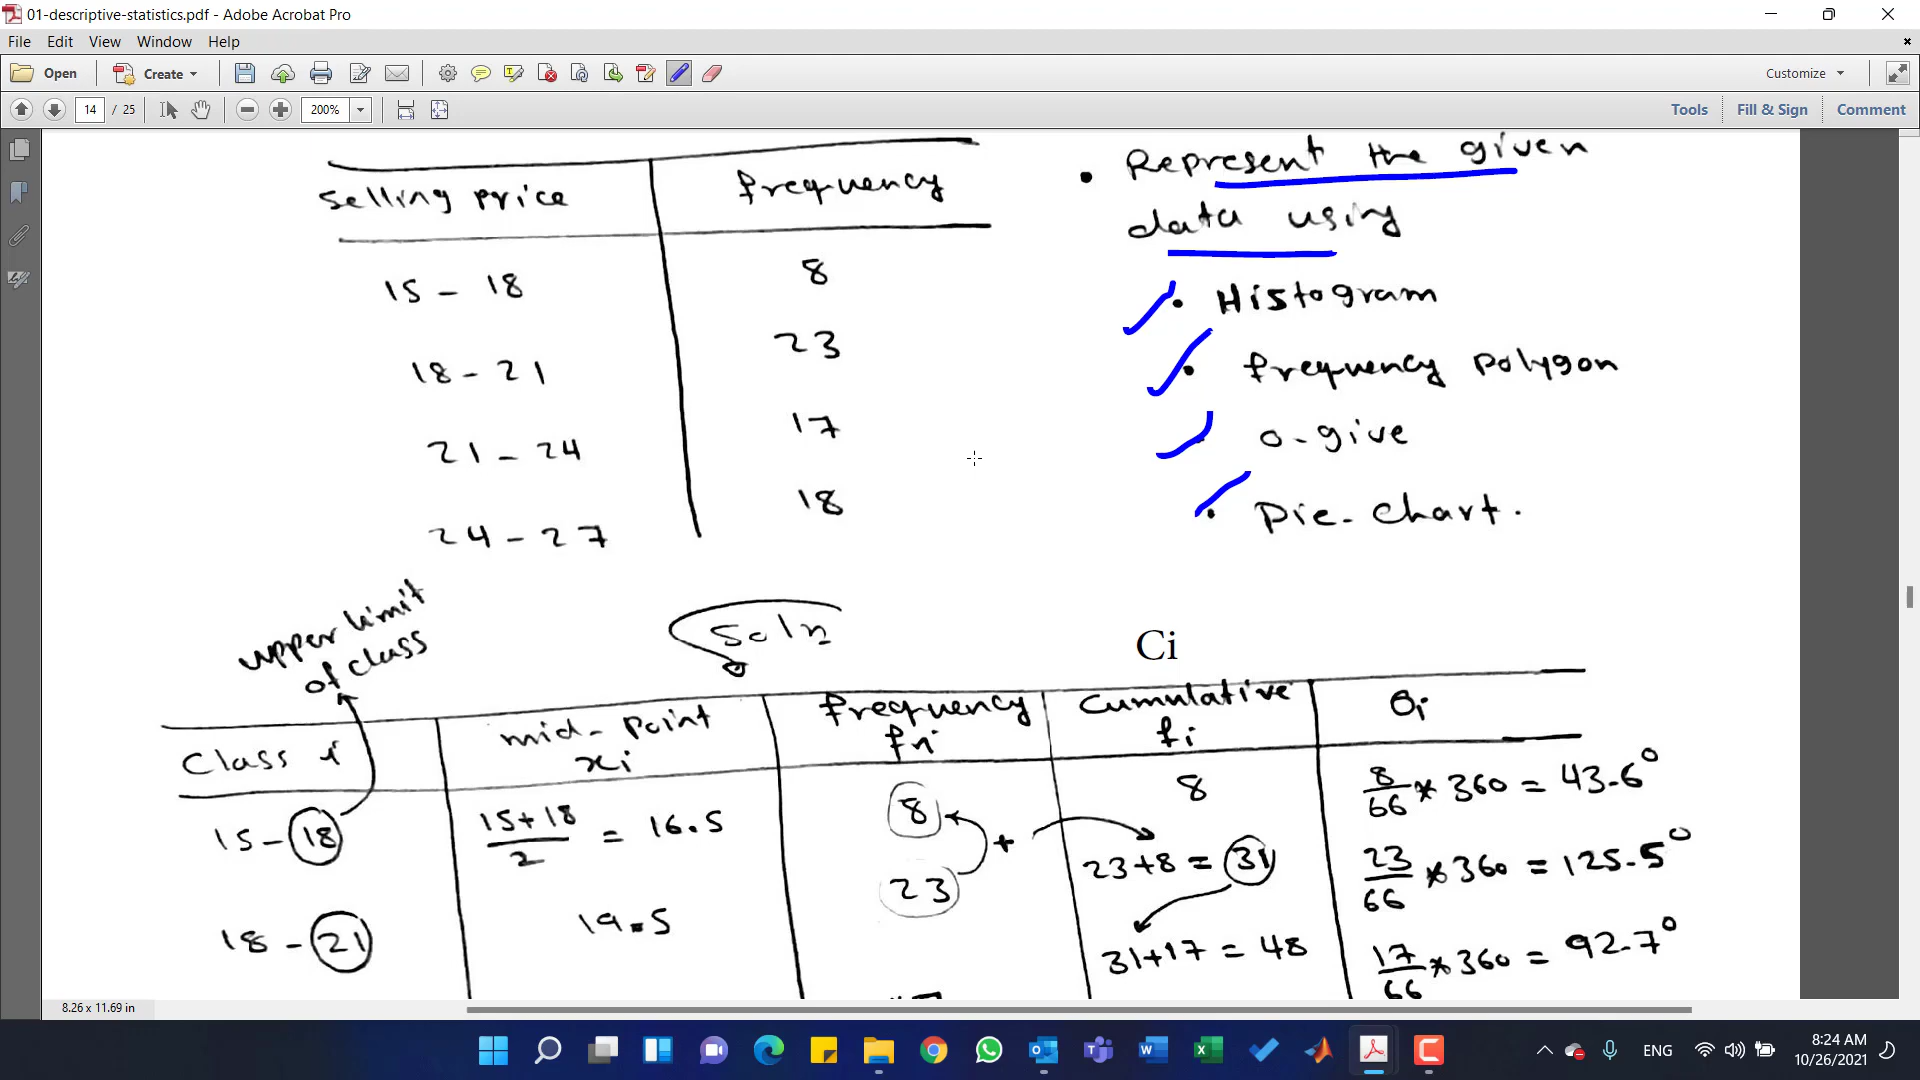 01-descriptive-statistics.pdf - Adobe Acrobat Pro
File Edit View Window Help
Open Create Customize
14 / 25 200% Tools Fill & Sign Comment
Selling price frequency
15 - 18 8
18 - 21 23
21 - 24 17
24 - 27 18
• Represent the given
data using
• Histogram
• frequency polygon
o-give
• Pie-chart.
upper limit
of class
Soln
Ci
Class i mid-point xi frequency fi Cumulative fi θi
15 - 18 15+18/2 = 16.5 8 8 8/66 * 360 = 43.6°
18 - 21 19.5 23 + 23+8 = 31 23/66 * 360 = 125.5°
31+17 = 48 17/66 * 360 = 92.7°
8.26 x 11.69 in
ENG
8:24 AM
10/26/2021